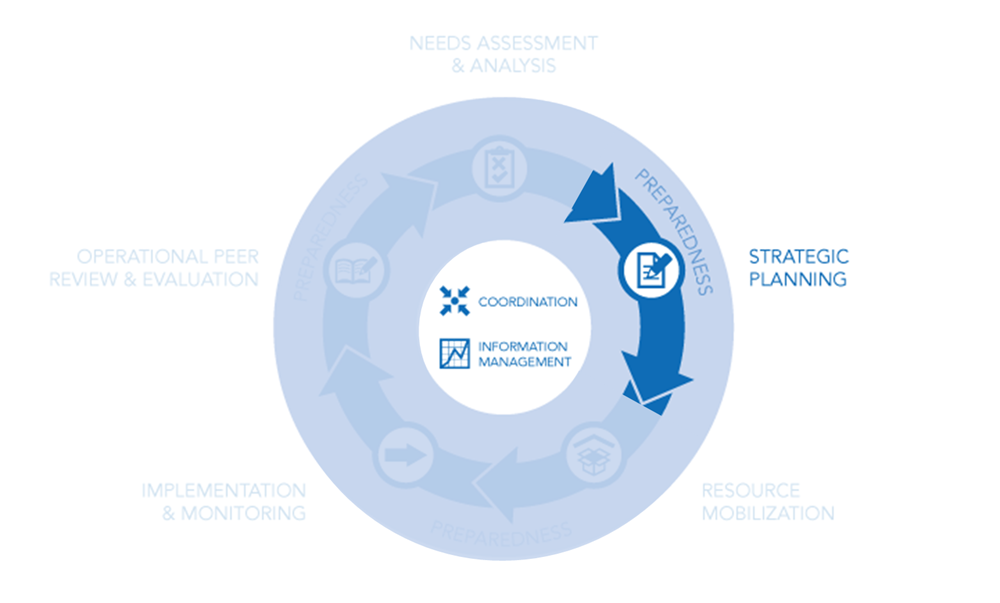 NEEDS ASSESSMENT
& ANALYSIS
PREPAREDNESS
PREPAREDNESS
OPERATIONAL PEER
REVIEW & EVALUATION
STRATEGIC
PLANNING
COORDINATION
INFORMATION
MANAGEMENT
IMPLEMENTATION
& MONITORING
RESOURCE
MOBILIZATION
PREPAREDNESS